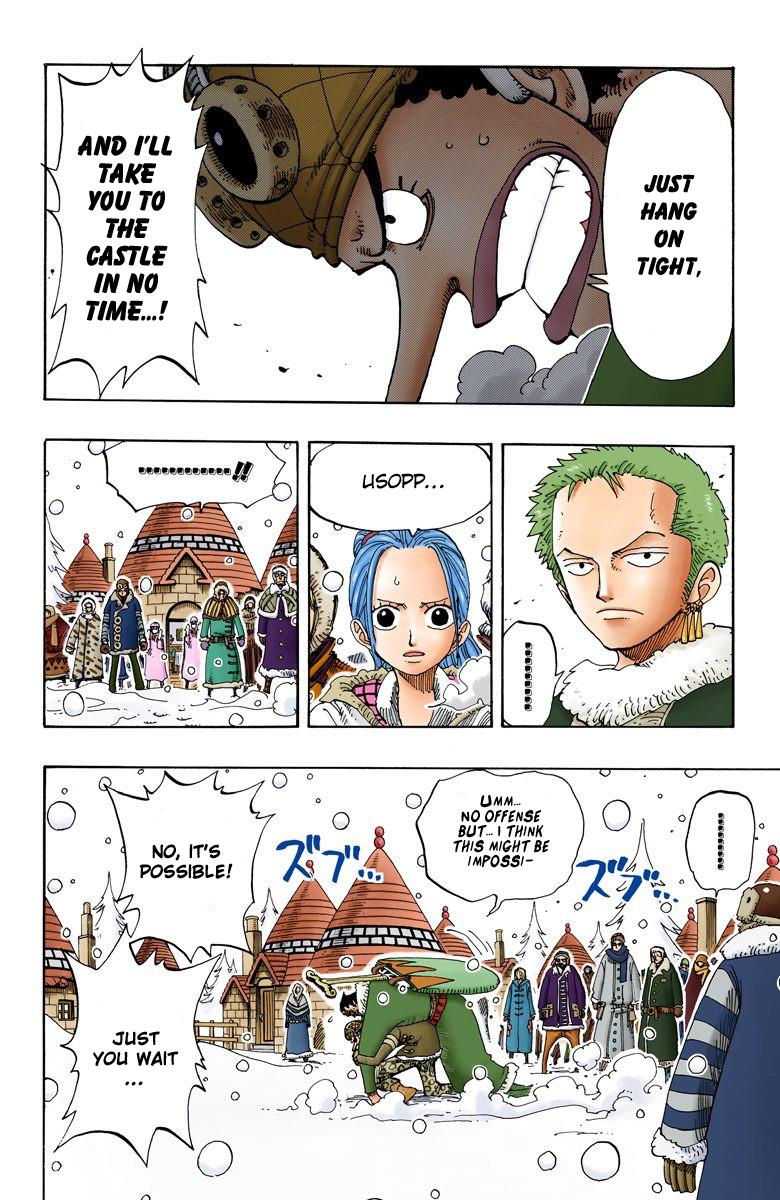 JUST
HANG
ON
TIGHT,
AND I'LL
TAKE
YOU TO
THE
CASTLE
IN NO
TIME...!
..........
USOPP...
............!!
.........
UMM...
NO OFFENSE
BUT... I THINK
THIS MIGHT BE
IMPOSSI-
ズブ...
ズブ...
NO, IT'S
POSSIBLE!
JUST
YOU WAIT
...